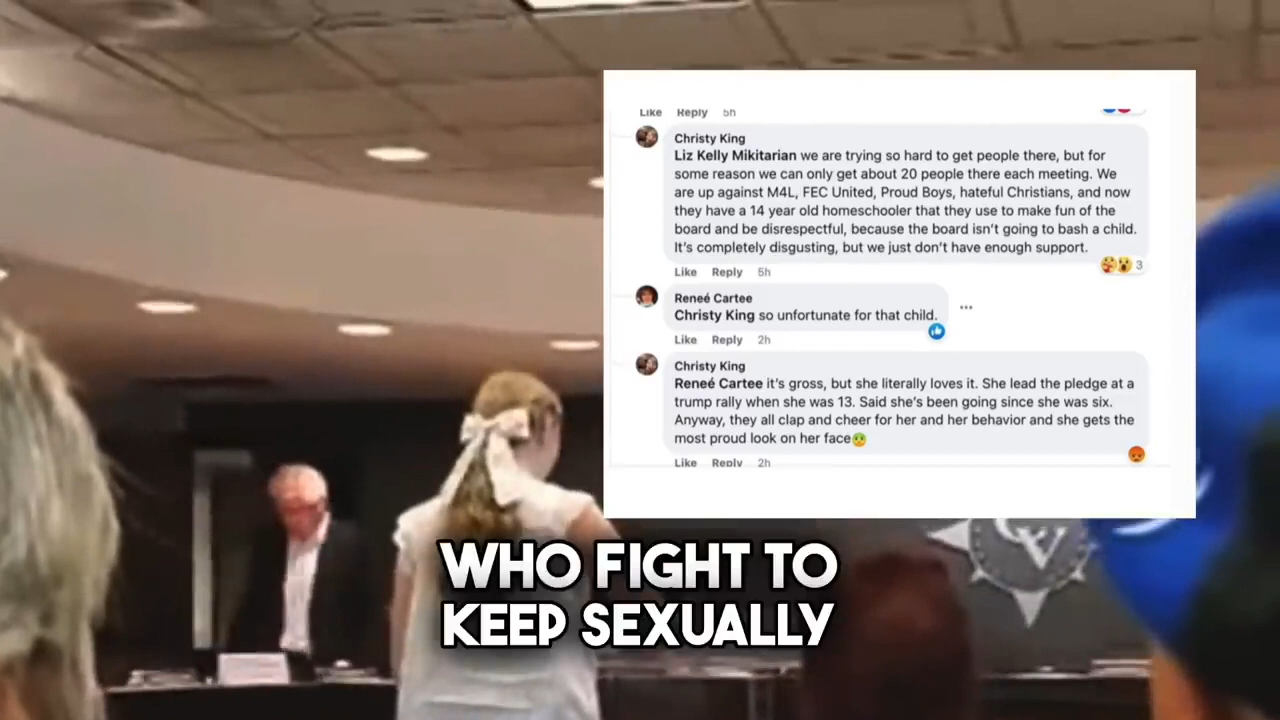 Like Reply 5h
Christy King
Liz Kelly Mikitarian we are trying so hard to get people there, but for
some reason we can only get about 20 people there each meeting. We
are up against M4L, FEC United, Proud Boys, hateful Christians, and now
they have a 14 year old homeschooler that they use to make fun of the
board and be disrespectful, because the board isn't going to bash a child.
It's completely disgusting, but we just don't have enough support.
3
Like Reply 5h
Reneé Cartee
Christy King so unfortunate for that child.
Like Reply 2h
Christy King
Reneé Cartee it's gross, but she literally loves it. She lead the pledge at a
trump rally when she was 13. Said she's been going since she was six.
Anyway, they all clap and cheer for her and her behavior and she gets the
most proud look on her face🤢
Like Reply 2h
CV
WHO FIGHT TO
KEEP SEXUALLY